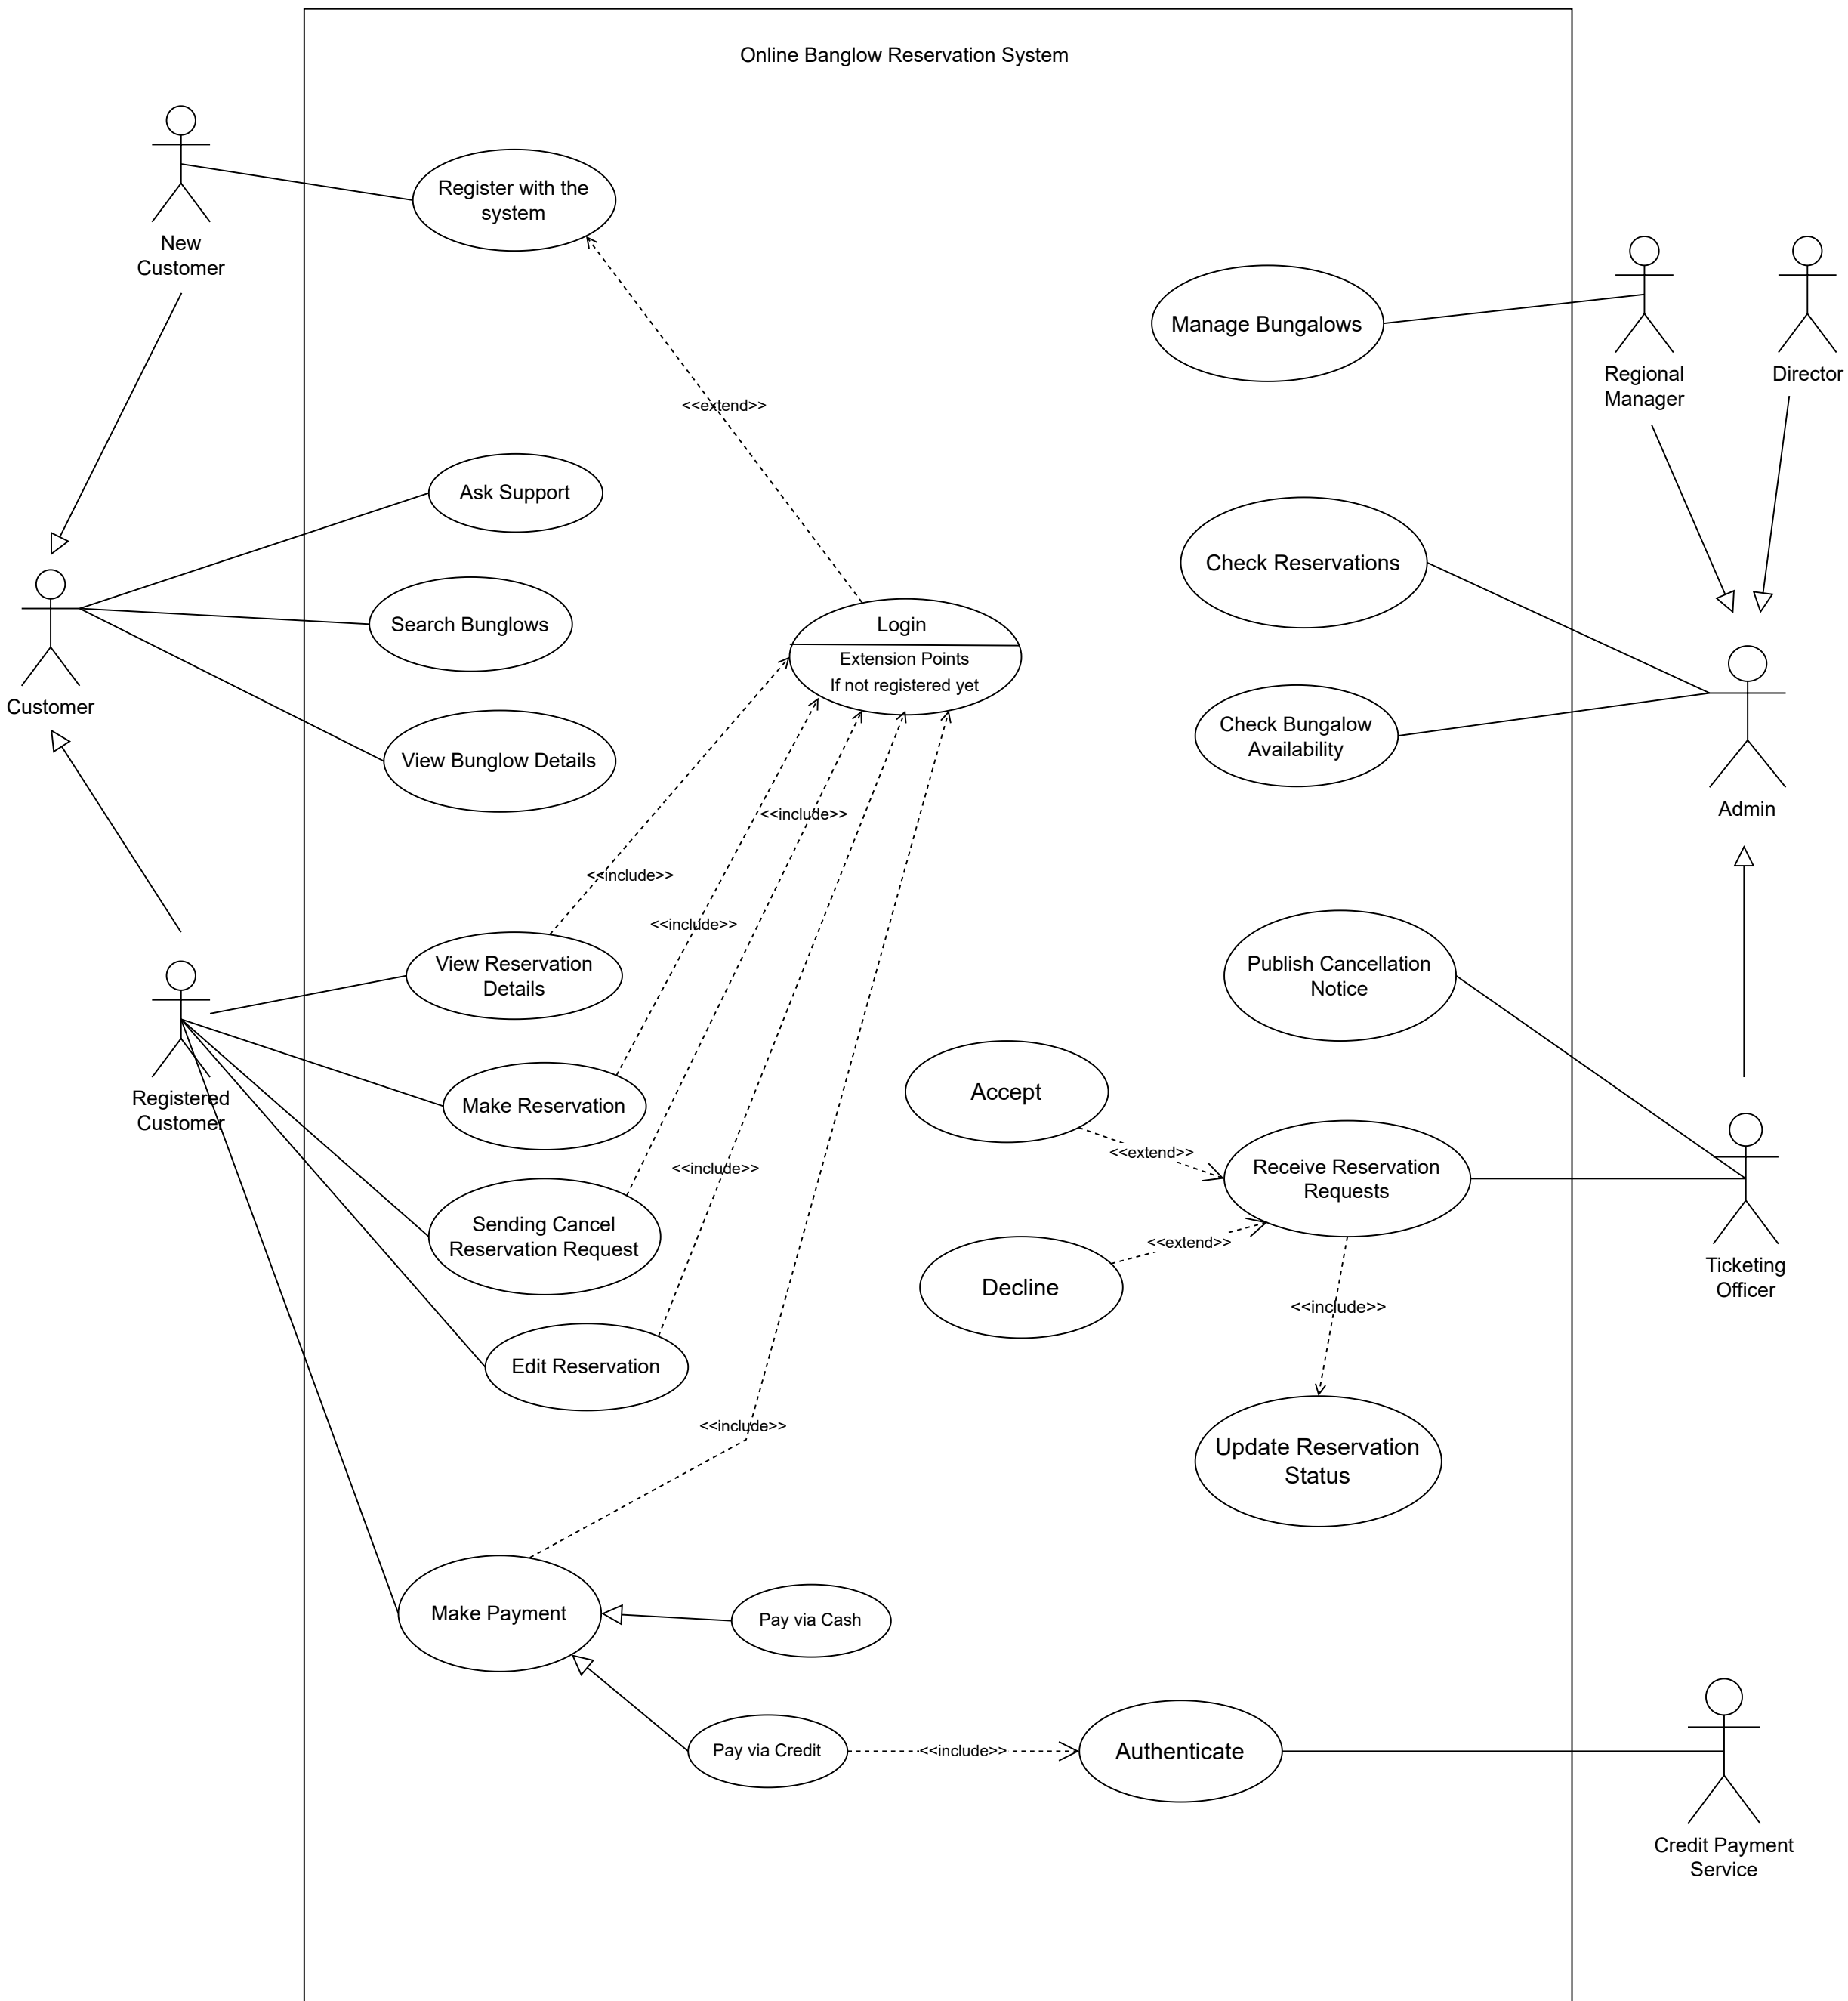 Online Banglow Reservation System
New
Customer
Register with the
system
<<extend>>
Manage Bungalows
Regional
Manager
Director
Ask Support
Search Bunglows
View Bunglow Details
Customer
Login
Extension Points
If not registered yet
Check Reservations
Check Bungalow
Availability
Admin
<<include>>
<<include>>
<<include>>
View Reservation
Details
Registered
Customer
Make Reservation
Sending Cancel
Reservation Request
<<include>>
Edit Reservation
<<include>>
Publish Cancellation
Notice
Accept
<<extend>>
Receive Reservation
Requests
<<extend>>
Decline
Ticketing
Officer
<<include>>
Update Reservation
Status
Make Payment
Pay via Cash
Pay via Credit
<<include>>
Authenticate
Credit Payment
Service